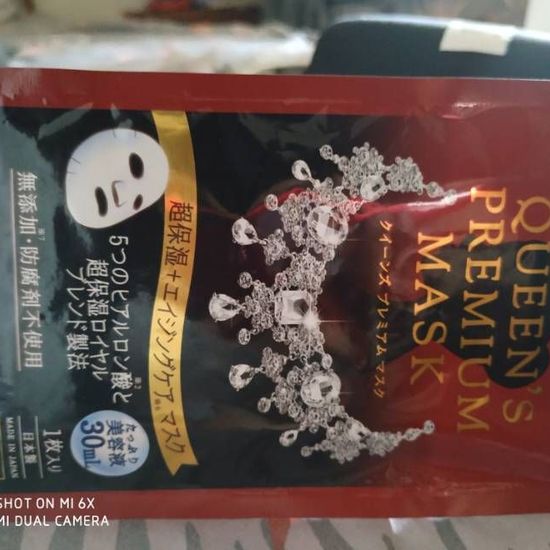 QUEEN'S
PREMIUM
MASK
クイーンズ プレミアム マスク
超保湿+エイジングケア マスク
5つのヒアルロン酸と
超保湿ロイヤル
ブレンド製法
無添加・防腐剤不使用
たっぷり
美容液
30mL
1枚入り
日本製
MADE IN JAPAN
SHOT ON MI 6X
MI DUAL CAMERA